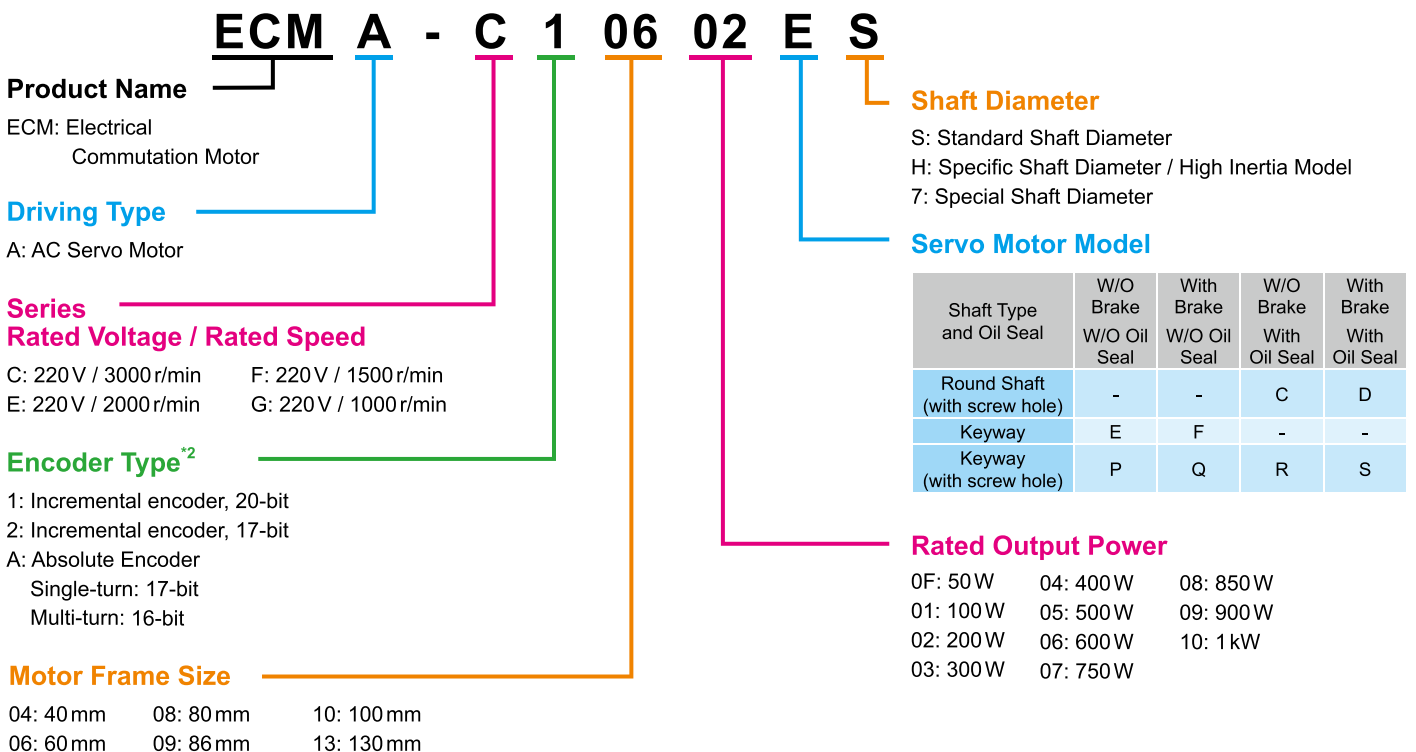 ECM A - C 1 06 02 E S
Product Name
ECM: Electrical
Commutation Motor
Driving Type
A: AC Servo Motor
Series
Rated Voltage / Rated Speed
C: 220 V / 3000 r/min F: 220 V / 1500 r/min
E: 220 V / 2000 r/min G: 220 V / 1000 r/min
Encoder Type*2
1: Incremental encoder, 20-bit
2: Incremental encoder, 17-bit
A: Absolute Encoder
Single-turn: 17-bit
Multi-turn: 16-bit
Motor Frame Size
04: 40 mm 08: 80 mm 10: 100 mm
06: 60 mm 09: 86 mm 13: 130 mm
Shaft Diameter
S: Standard Shaft Diameter
H: Specific Shaft Diameter / High Inertia Model
7: Special Shaft Diameter
Servo Motor Model
Shaft Type
and Oil Seal
W/O With W/O With
Brake Brake Brake Brake
W/O Oil W/O Oil With With
Seal Seal Oil Seal Oil Seal
Round Shaft
(with screw hole) - - C D
Keyway E F - -
Keyway
(with screw hole) P Q R S
Rated Output Power
0F: 50 W 04: 400 W 08: 850 W
01: 100 W 05: 500 W 09: 900 W
02: 200 W 06: 600 W 10: 1 kW
03: 300 W 07: 750 W